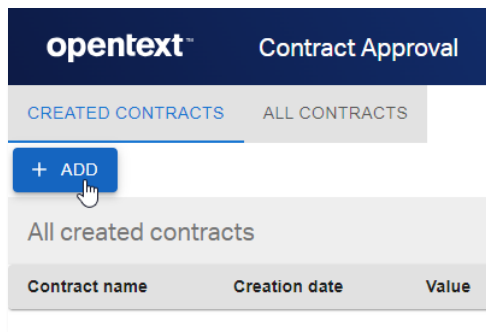 opentext™ Contract Approval
CREATED CONTRACTS ALL CONTRACTS
+ ADD
All created contracts
Contract name Creation date Value